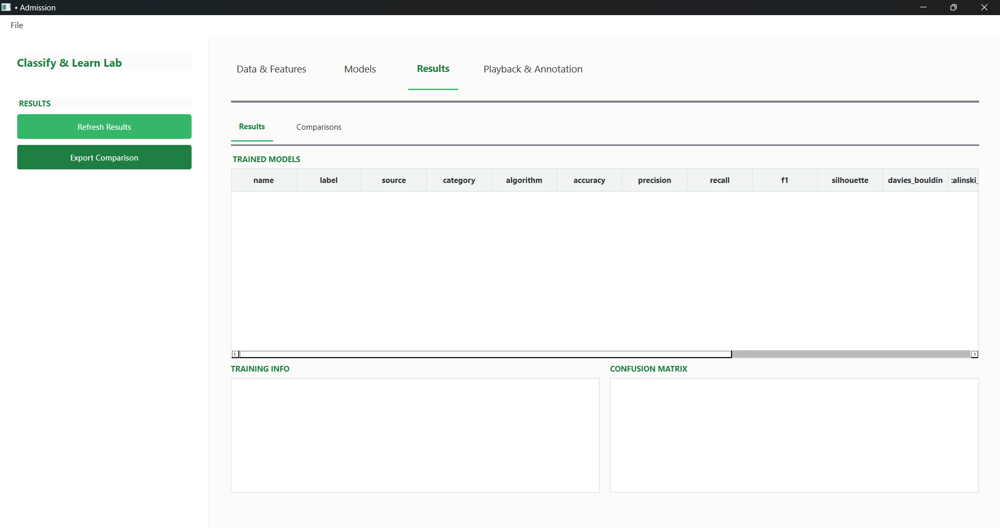 • Admission
File
Classify & Learn Lab
RESULTS
Refresh Results
Export Comparison
Data & Features Models Results Playback & Annotation
Results Comparisons
TRAINED MODELS
name label source category algorithm accuracy precision recall f1 silhouette davies_bouldin :alinski_
TRAINING INFO CONFUSION MATRIX